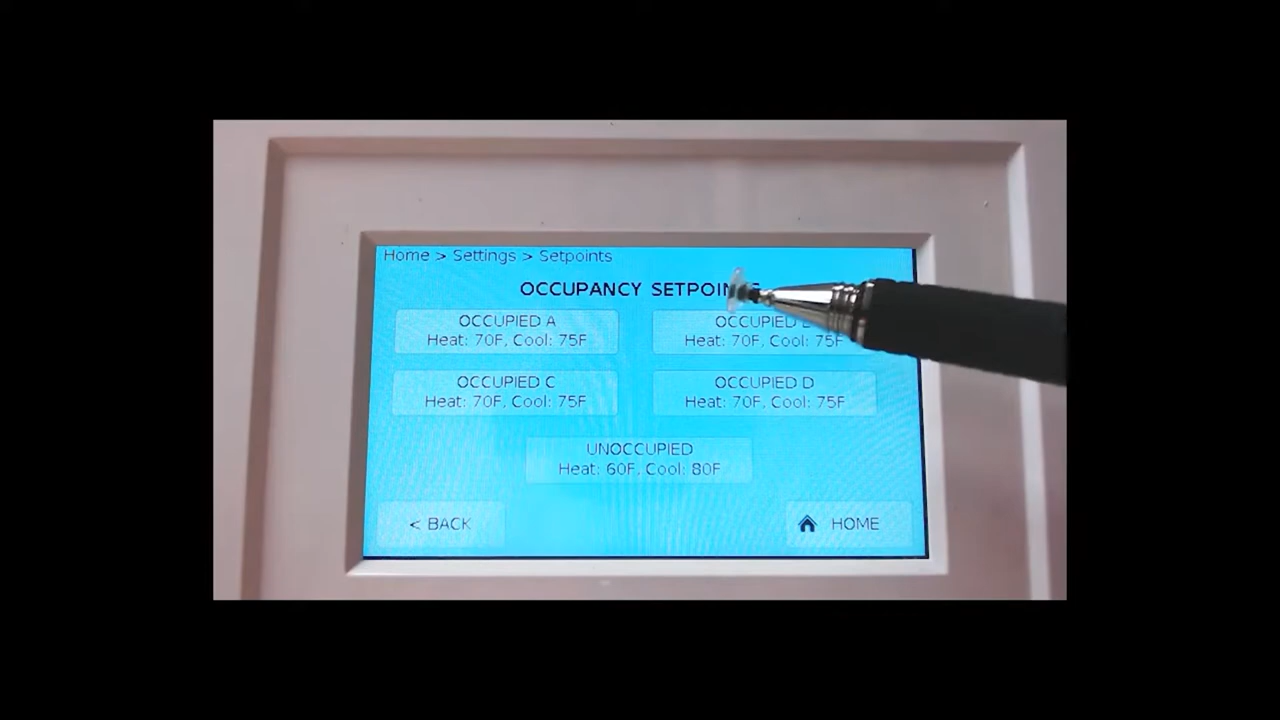 Home > Settings > Setpoints
OCCUPANCY
OCCUPIED A
Heat: 70F, Cool: 75F
OCCUPIED
Heat: 70F, Cool: 75F
OCCUPIED C
Heat: 70F, Cool: 75F
OCCUPIED D
Heat: 70F, Cool: 75F
UNOCCUPIED
Heat: 60F, Cool: 80F
< BACK
HOME